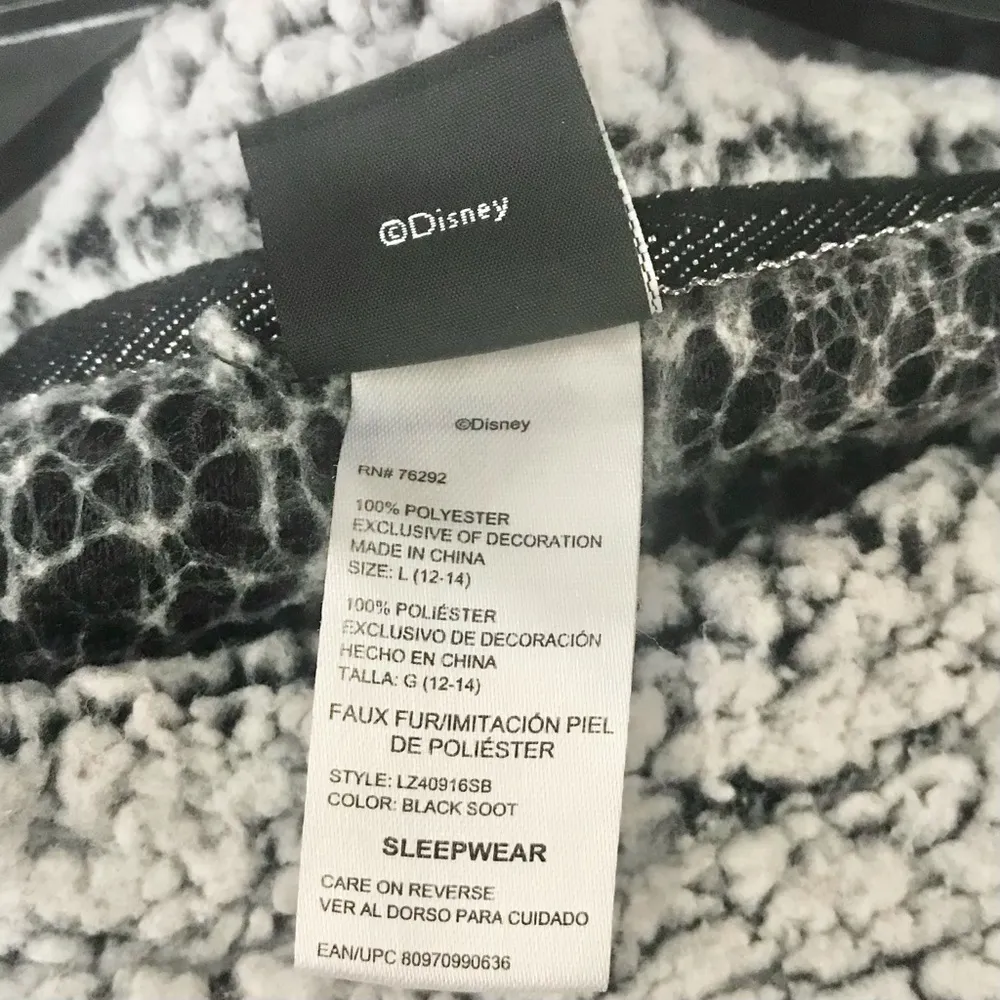 ©Disney
©Disney
RN# 76292
100% POLYESTER
EXCLUSIVE OF DECORATION
MADE IN CHINA
SIZE: L (12-14)
100% POLIÉSTER
EXCLUSIVO DE DECORACIÓN
HECHO EN CHINA
TALLA: G (12-14)
FAUX FUR/IMITACIÓN PIEL
DE POLIÉSTER
STYLE: LZ40916SB
COLOR: BLACK SOOT
SLEEPWEAR
CARE ON REVERSE
VER AL DORSO PARA CUIDADO
EAN/UPC 80970990636